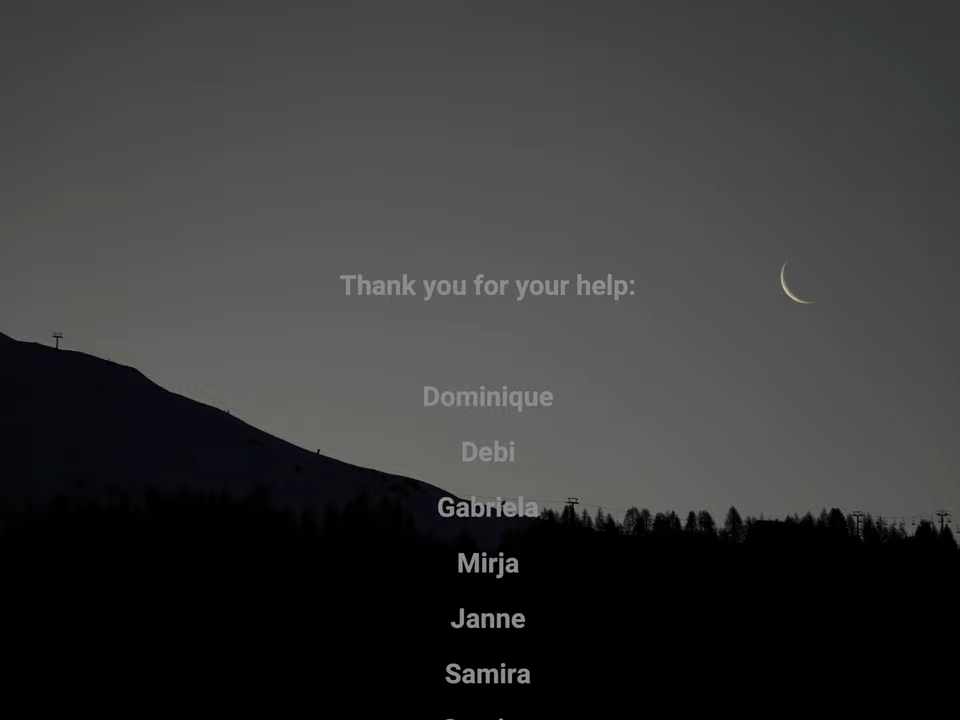 Thank you for your help:
Dominique
Debi
Gabriela
Mirja
Janne
Samira